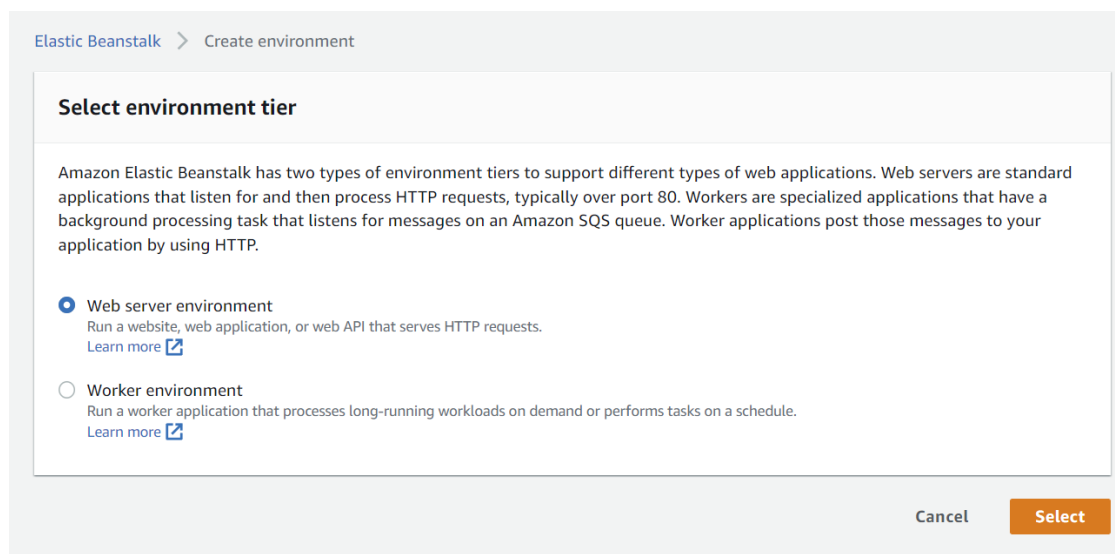 Elastic Beanstalk > Create environment
Select environment tier
Amazon Elastic Beanstalk has two types of environment tiers to support different types of web applications. Web servers are standard
applications that listen for and then process HTTP requests, typically over port 80. Workers are specialized applications that have a
background processing task that listens for messages on an Amazon SQS queue. Worker applications post those messages to your
application by using HTTP.
Web server environment
Run a website, web application, or web API that serves HTTP requests.
Learn more
Worker environment
Run a worker application that processes long-running workloads on demand or performs tasks on a schedule.
Learn more
Cancel Select